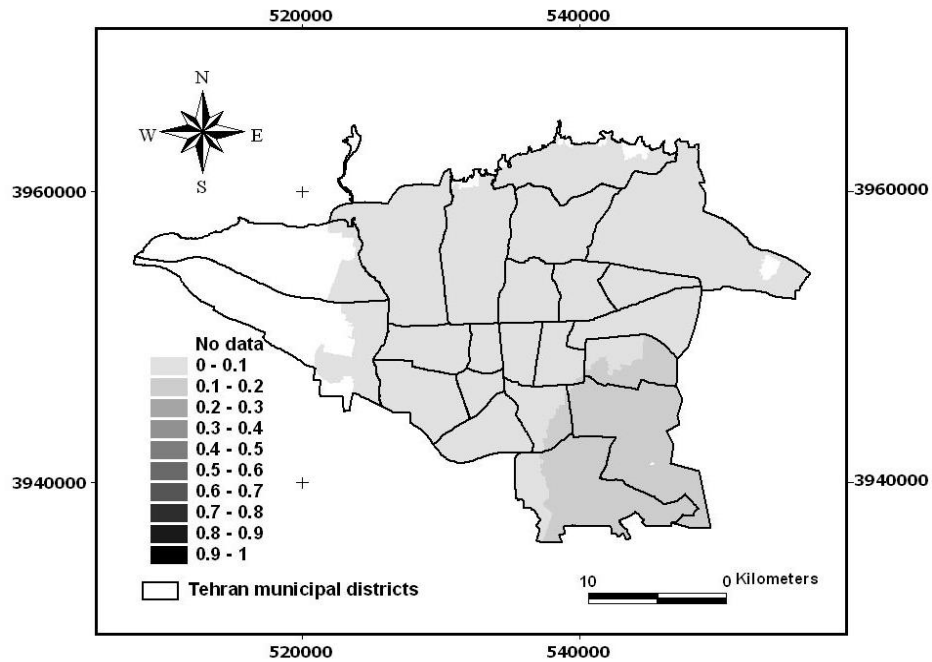 520000 540000
N
W E
S
3960000 3960000
No data
0 - 0.1
0.1 - 0.2
0.2 - 0.3
0.3 - 0.4
0.4 - 0.5
0.5 - 0.6
0.6 - 0.7
0.7 - 0.8
0.8 - 0.9
0.9 - 1
3940000 3940000
Tehran municipal districts
10 0 Kilometers
520000 540000